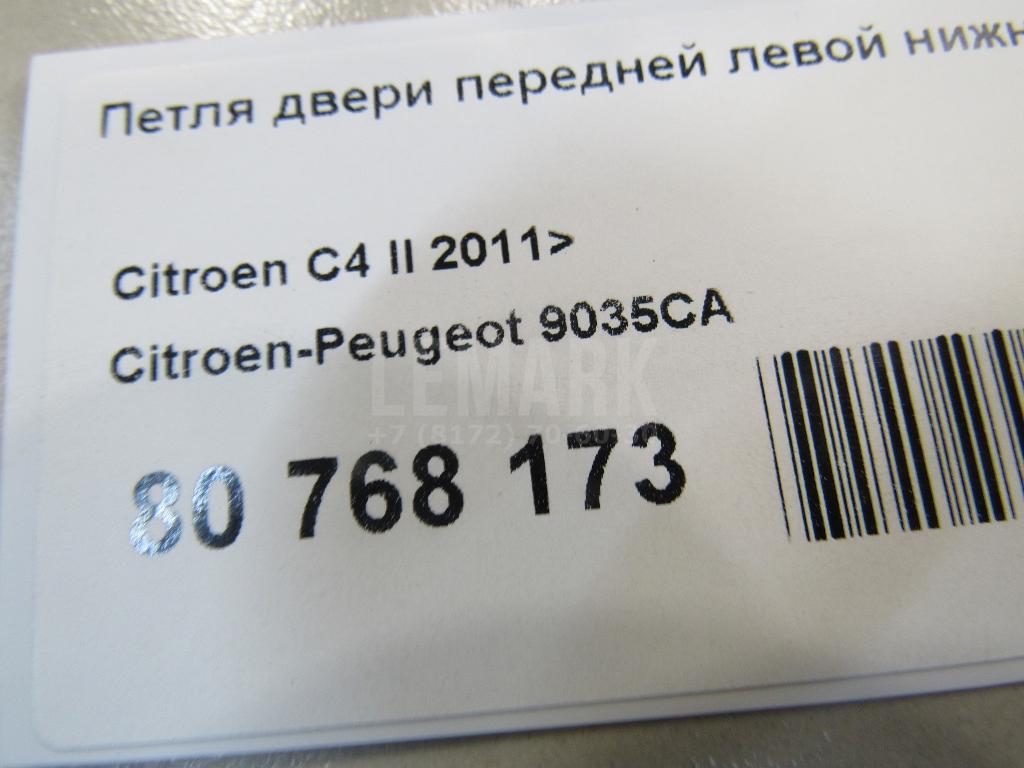 Петля двери передней левой нижн
Citroen C4 II 2011>
Citroen-Peugeot 9035CA
LEMARK
80 768 173